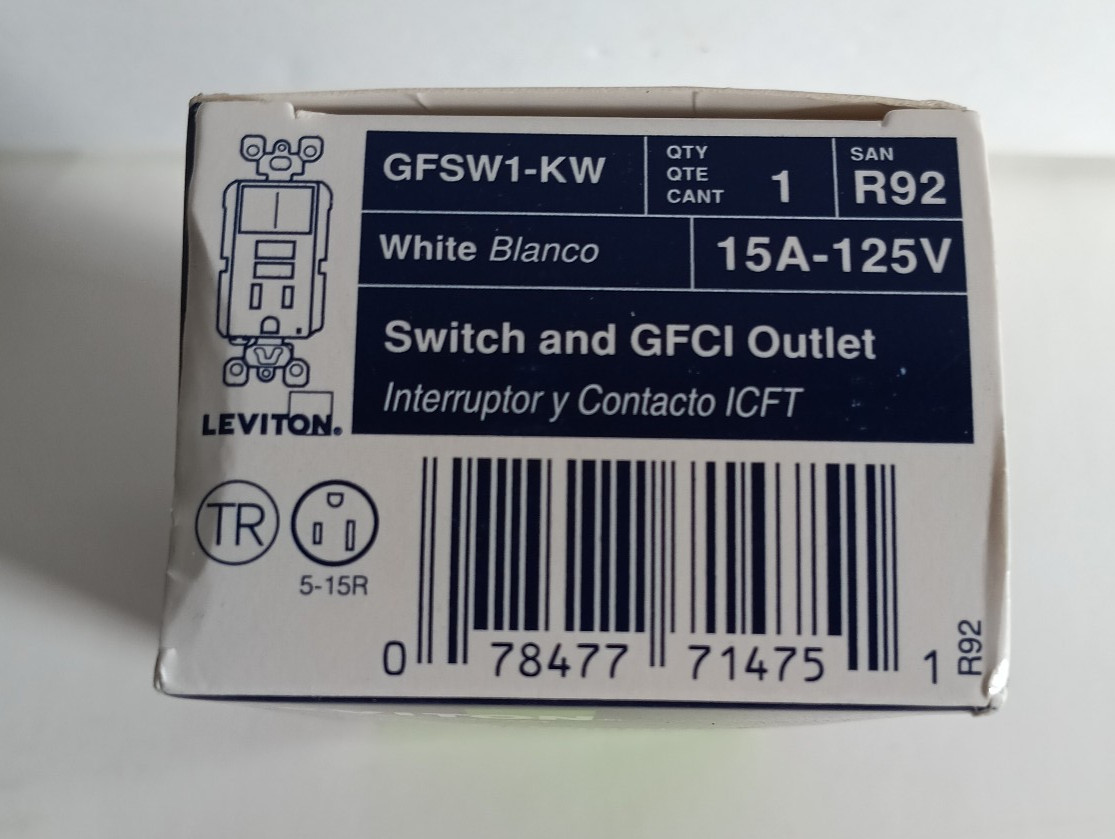 GFSW1-KW
QTY
QTE
CANT
1
SAN
R92
White Blanco
15A-125V
Switch and GFCI Outlet
Interruptor y Contacto ICFT
LEVITON®
TR
5-15R
0 78477 71475 1
R92